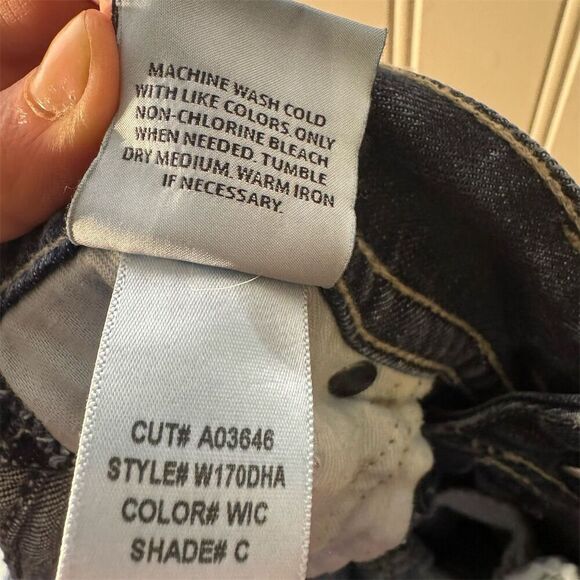 MACHINE WASH COLD
WITH LIKE COLORS. ONLY
NON-CHLORINE BLEACH
WHEN NEEDED. TUMBLE
DRY MEDIUM. WARM IRON
IF NECESSARY.
CUT# A03646
STYLE# W170DHA
COLOR# WIC
SHADE# C